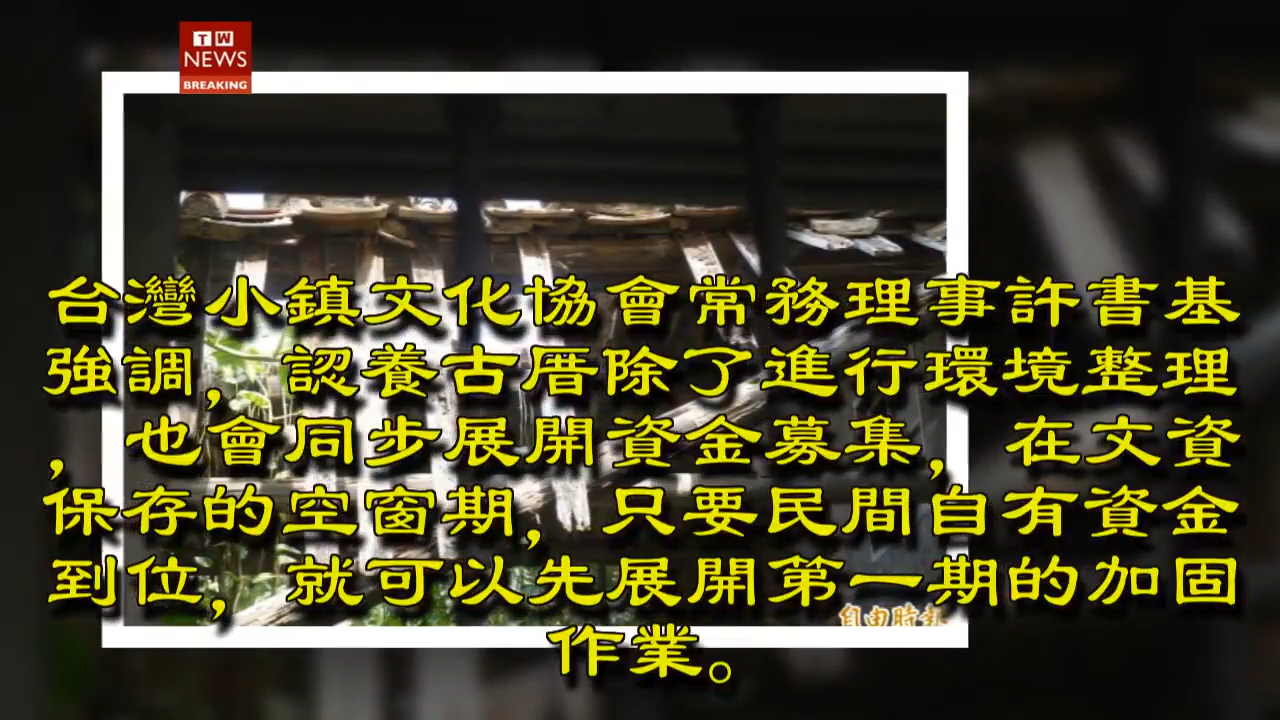 TW
NEWS
BREAKING
台灣小鎮文化協會常務理事許書基
強調，認養古厝除了進行環境整理
，也會同步展開資金募集，在文資
保存的空窗期，只要民間自有資金
到位，就可以先展開第一期的加固
作業。
自由時報